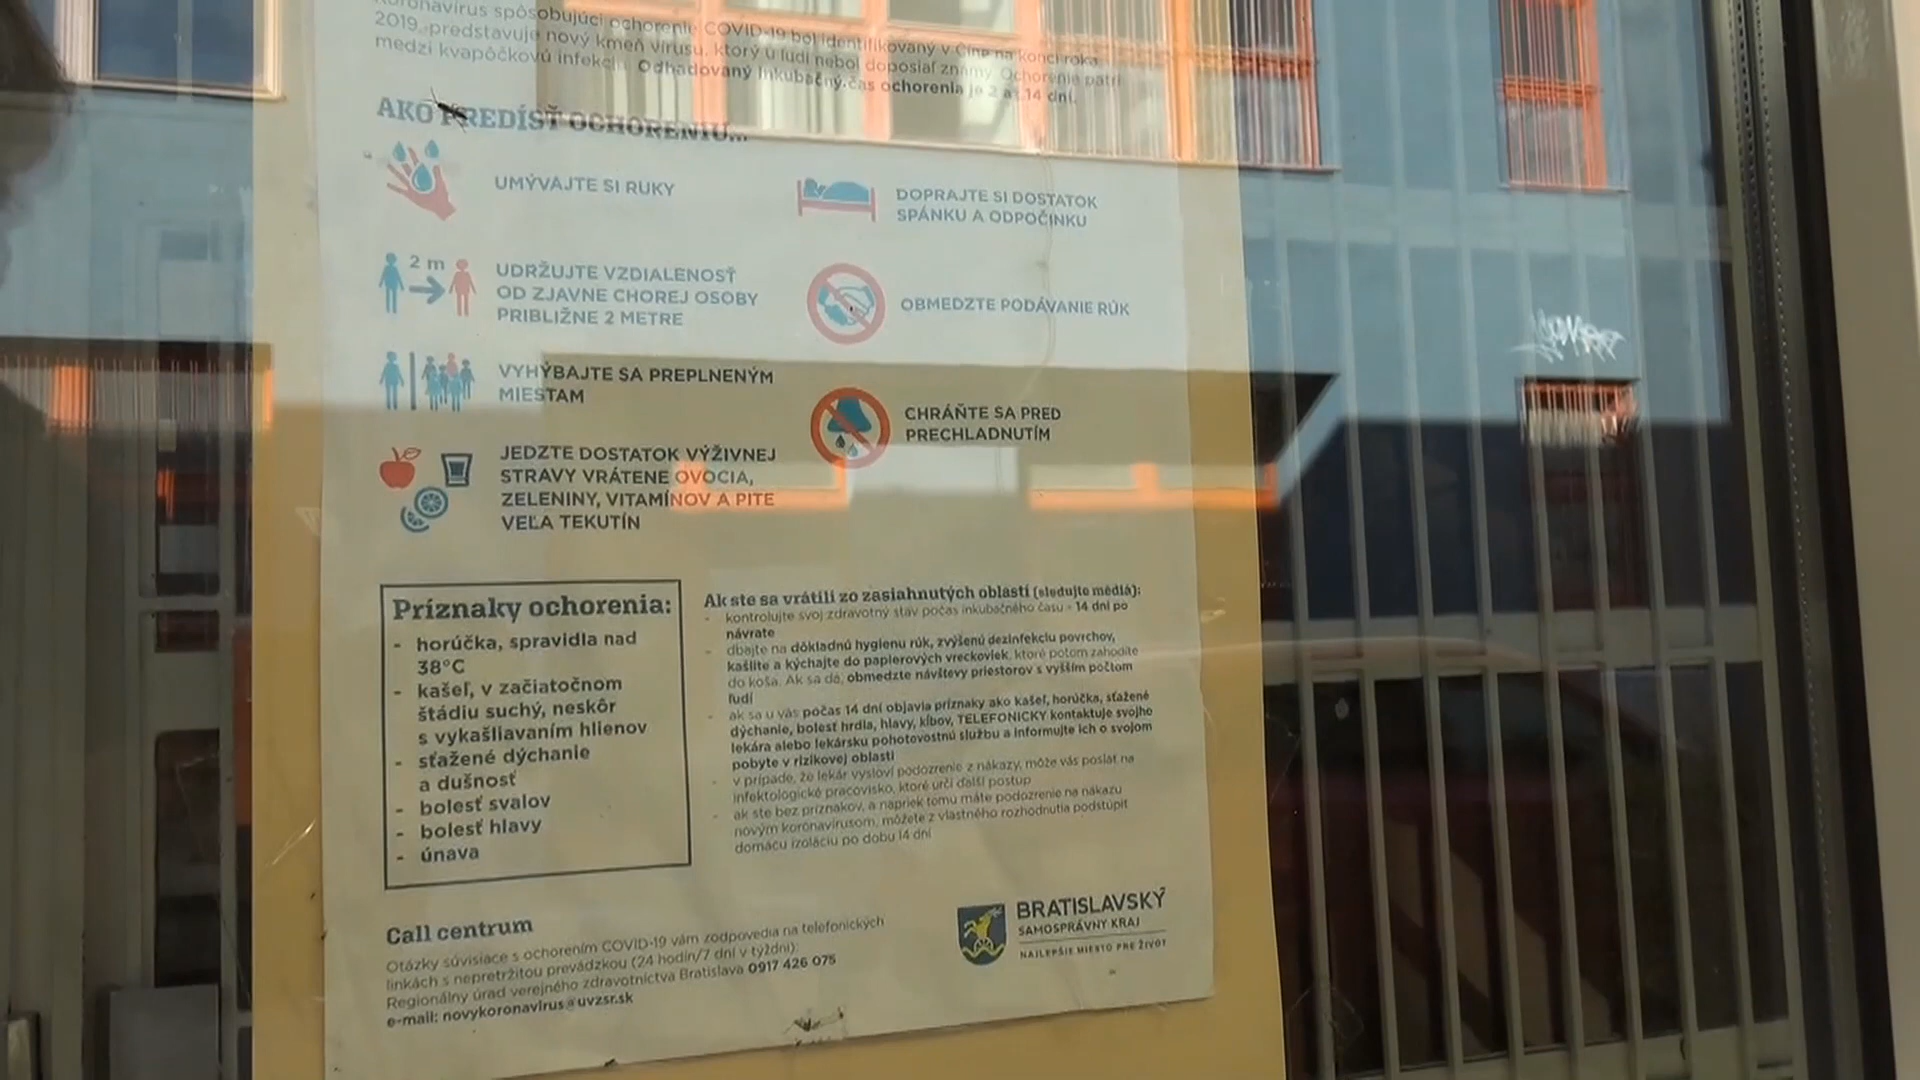 Koronavírus spôsobujúci ochorenie COVID-19 bol identifikovaný v Číne na konci roka
2019, predstavuje nový kmeň vírusu, ktorý u ľudí nebol doposiaľ známy. Ochorenie patrí
medzi kvapôčkovú infekciu. Odhadovaný inkubačný čas ochorenia je 2 až 14 dní.
AKO PREDÍSŤ OCHORENIU...
UMÝVAJTE SI RUKY
DOPRAJTE SI DOSTATOK
SPÁNKU A ODPOČINKU
2 m
UDRŽUJTE VZDIALENOSŤ
OD ZJAVNE CHOREJ OSOBY
PRIBLIŽNE 2 METRE
OBMEDZTE PODÁVANIE RÚK
VYHÝBAJTE SA PREPLNENÝM
MIESTAM
CHRÁŇTE SA PRED
PRECHLADNUTÍM
JEDZTE DOSTATOK VÝŽIVNEJ
STRAVY VRÁTENE OVOCIA,
ZELENINY, VITAMÍNOV A PITE
VEĽA TEKUTÍN
Príznaky ochorenia:
- horúčka, spravidla nad
38°C
- kašeľ, v začiatočnom
štádiu suchý, neskôr
s vykašliavaním hlienov
- sťažené dýchanie
a dušnosť
- bolesť svalov
- bolesť hlavy
- únava
Ak ste sa vrátili zo zasiahnutých oblastí (sledujte médiá):
- kontrolujte svoj zdravotný stav počas inkubačného času - 14 dní po
návrate
- dbajte na dôkladnú hygienu rúk, zvýšenú dezinfekciu povrchov,
kašlite a kýchajte do papierových vreckoviek, ktoré potom zahodíte
do koša. Ak sa dá, obmedzte návštevy priestorov s vyšším počtom
ľudí
- ak sa u vás počas 14 dní objavia príznaky ako kašeľ, horúčka, sťažené
dýchanie, bolesť hrdla, hlavy, kĺbov, TELEFONICKY kontaktuje svojho
lekára alebo lekársku pohotovostnú službu a informujte ich o svojom
pobyte v rizikovej oblasti
- v prípade, že lekár vysloví podozrenie z nákazy, môže vás poslať na
infektologické pracovisko, ktoré určí ďalší postup
- ak ste bez príznakov, a napriek tomu máte podozrenie na nákazu
novým koronavírusom, môžete z vlastného rozhodnutia podstúpiť
domácu izoláciu po dobu 14 dní
Call centrum
Otázky súvisiace s ochorením COVID-19 vám zodpovedia na telefonických
linkách s nepretržitou prevádzkou (24 hodín/7 dní v týždni):
Regionálny úrad verejného zdravotníctva Bratislava 0917 426 075
e-mail: novykoronavirus@uvzsr.sk
BRATISLAVSKÝ
SAMOSPRÁVNY KRAJ
NAJLEPŠIE MIESTO PRE ŽIVOT